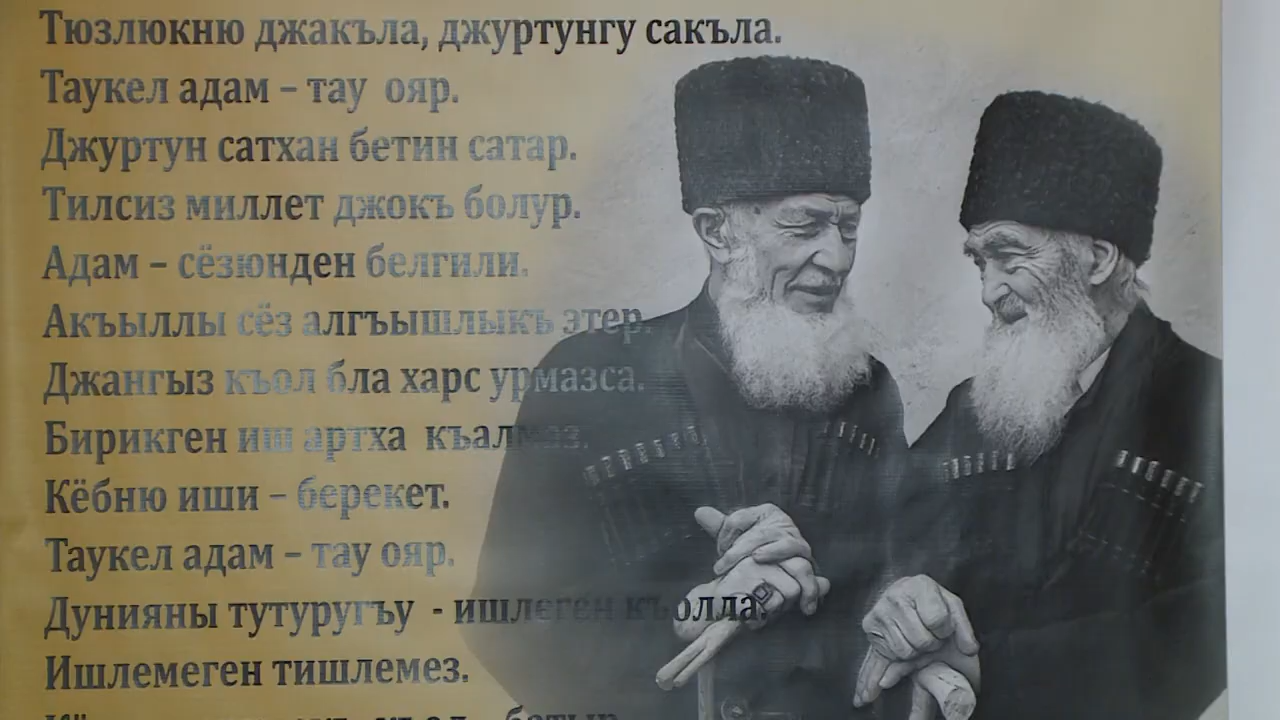 Тюзлюкню джакъла, джуртунгу сакъла.
Таукел адам – тау ояр.
Джуртун сатхан бетин сатар.
Тилсиз миллет джокъ болур.
Адам – сёзюнден белгили.
Акъыллы сёз алгъышлыкъ этер.
Джангыз къол бла харс урмазса.
Бирикген иш артха къалмаз.
Кёбню иши – берекет.
Таукел адам – тау ояр.
Дунияны тутуругъу - ишлеген къолла.
Ишлемеген тишлемез.